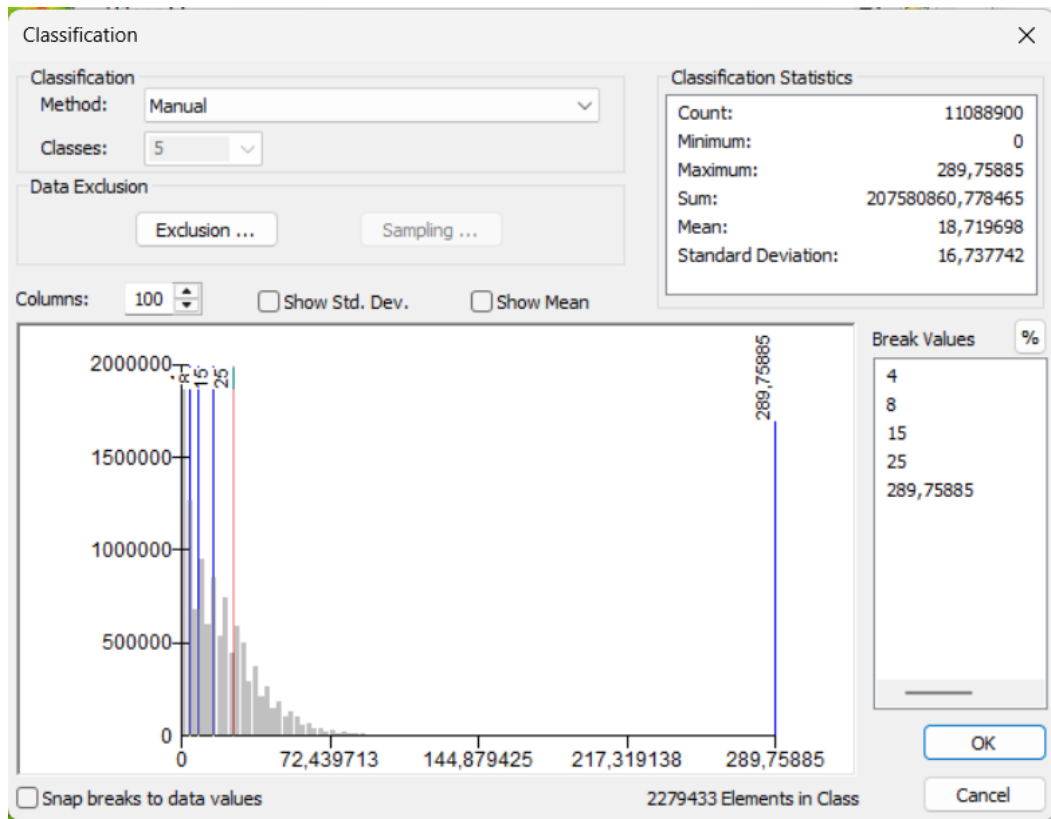 Classification
Classification
Method: Manual
Classes: 5
Data Exclusion
Exclusion ...
Sampling ...
Classification Statistics
Count: 11088900
Minimum: 0
Maximum: 289,75885
Sum: 207580860,778465
Mean: 18,719698
Standard Deviation: 16,737742
Columns: 100
Show Std. Dev.
Show Mean
2000000
1500000
1000000
500000
0
15
25
289,75885
0 72,439713 144,879425 217,319138 289,75885
Break Values %
4
8
15
25
289,75885
Snap breaks to data values
2279433 Elements in Class
OK
Cancel